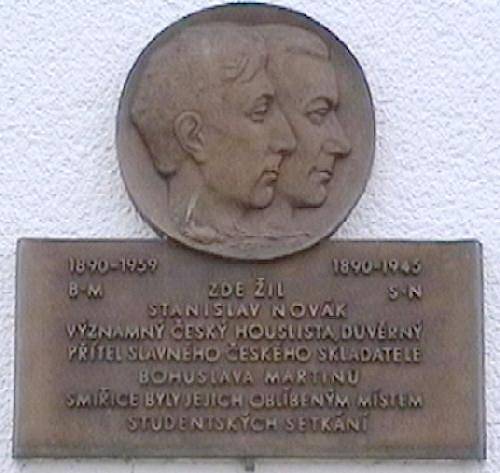 1890-1959 1890-1945
B-M ZDE ŽIL S-N
STANISLAV NOVÁK
VÝZNAMNÝ ČESKÝ HOUSLISTA, DŮVĚRNÝ
PŘÍTEL SLAVNÉHO ČESKÉHO SKLADATELE
BOHUSLAVA MARTINŮ
SMIŘICE BYLY JEJICH OBLÍBENÝM MÍSTEM
STUDENTSKÝCH SETKÁNÍ